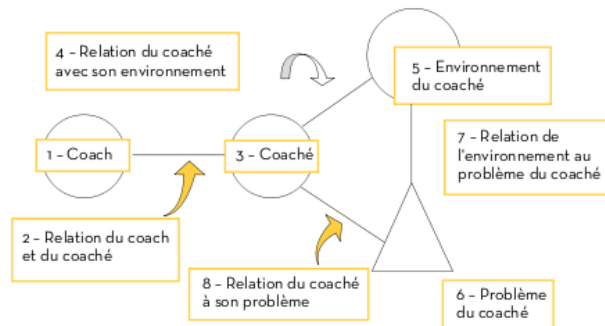 4 – Relation du coaché
avec son environnement
5 – Environnement
du coaché
1 – Coach
3 – Coaché
7 – Relation de
l'environnement au
problème du coaché
2 – Relation du coach
et du coaché
8 – Relation du coaché
à son problème
6 – Problème
du coaché